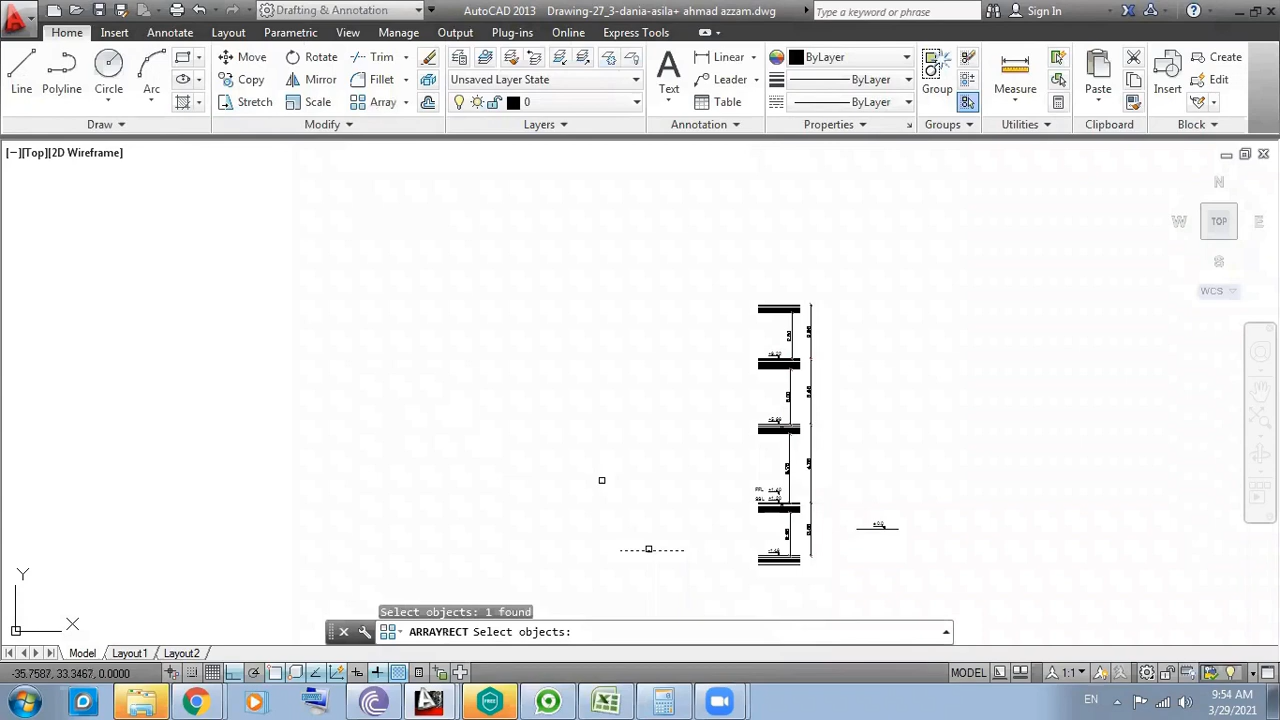 Drafting & Annotation
AutoCAD 2013 Drawing-27_3-dania-asila+ ahmad azzam.dwg
Type a keyword or phrase
Sign In
Home Insert Annotate Layout Parametric View Manage Output Plug-ins Online Express Tools
Line Polyline Circle Arc
Move Rotate Trim
Copy Mirror Fillet
Stretch Scale Array
Unsaved Layer State
0
Text Linear
Leader
Table
ByLayer
ByLayer
ByLayer
Group Measure Paste Insert
Create
Edit
Draw Modify Layers Annotation Properties Groups Utilities Clipboard Block
[−][Top][2D Wireframe]
N
W TOP E
S
WCS
Y
X
Select objects: 1 found
ARRAYRECT Select objects:
Model Layout1 Layout2
-35.7587, 33.3467, 0.0000
MODEL 1:1
EN
9:54 AM
3/29/2021